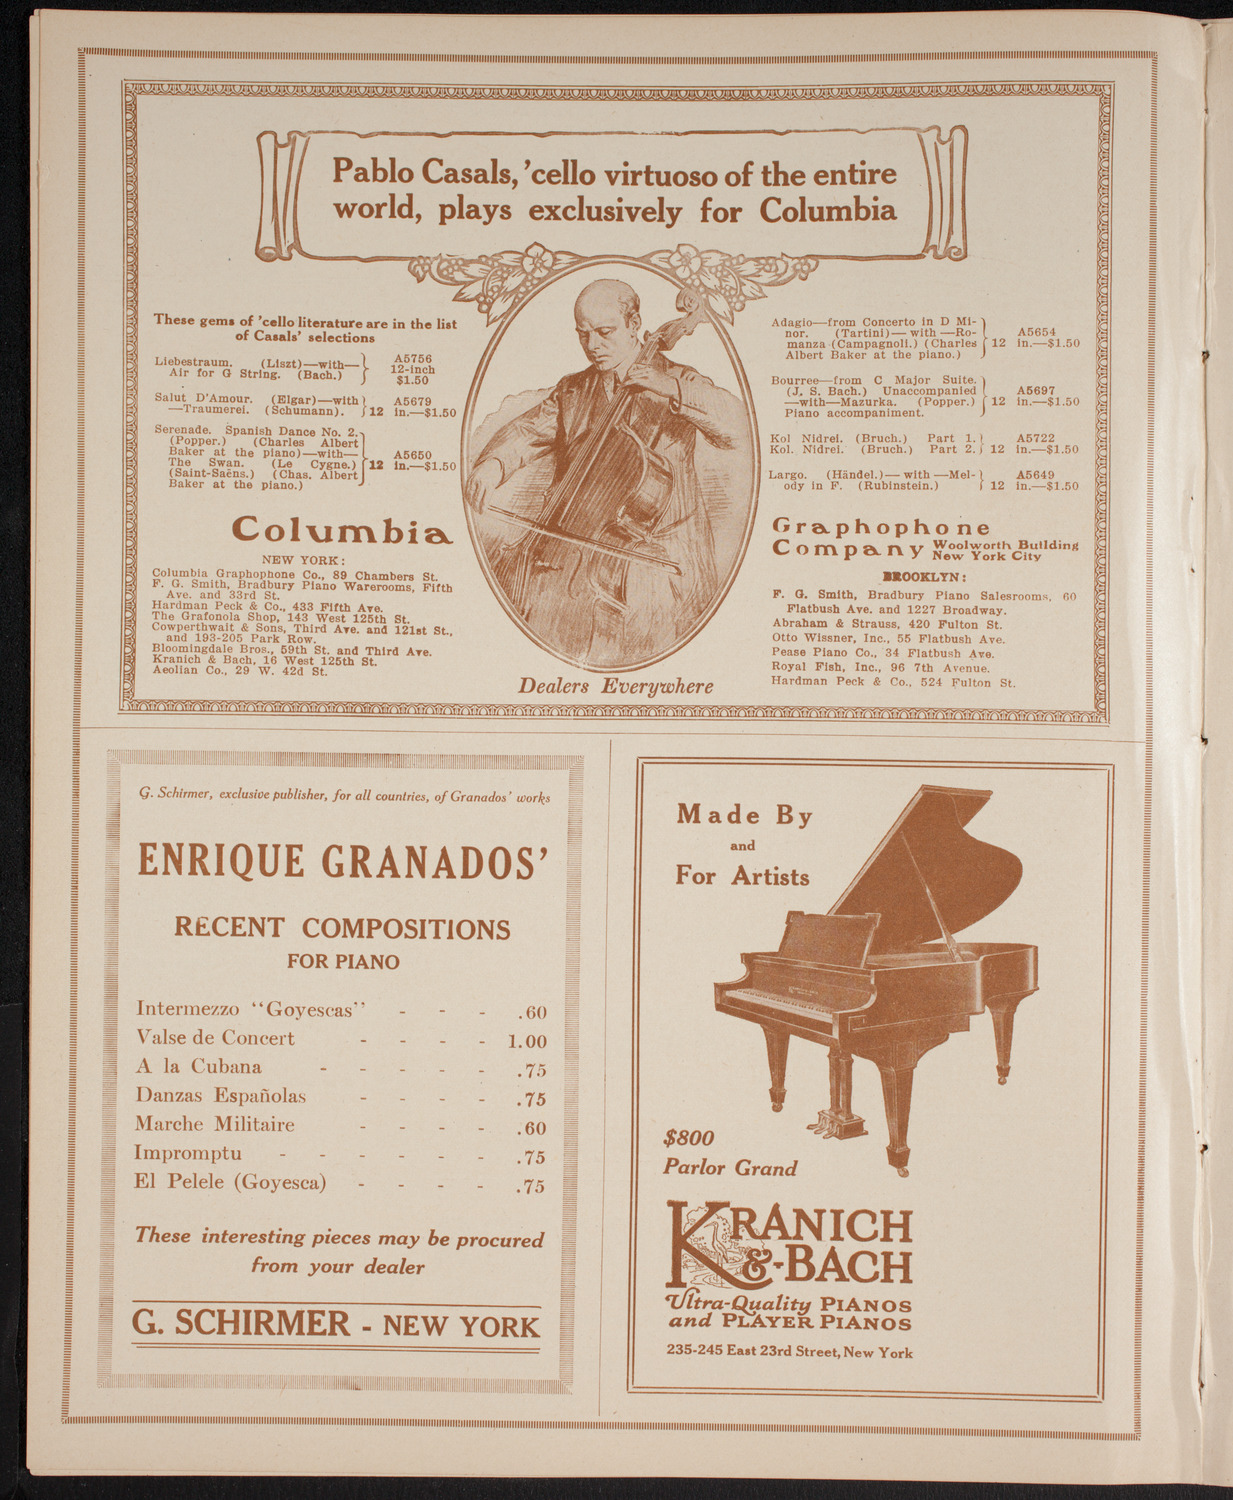 Pablo Casals, 'cello virtuoso of the entire
world, plays exclusively for Columbia
These gems of 'cello literature are in the list
of Casals' selections
Liebestraum. (Liszt)—with— A5756
Air for G String. (Bach.) 12-inch
$1.50
Salut D'Amour. (Elgar)—with A5679
—Traumerei. (Schumann). 12 in.—$1.50
Serenade. Spanish Dance No. 2.
(Popper.) (Charles Albert
Baker at the piano)—with— A5650
The Swan. (Le Cygne.) 12 in.—$1.50
(Saint-Saëns.) (Chas. Albert
Baker at the piano.)
Adagio—from Concerto in D Mi-
nor. (Tartini)—with—Ro- A5654
manza (Campagnoli.) (Charles 12 in.—$1.50
Albert Baker at the piano.)
Bourree—from C Major Suite.
(J. S. Bach.) Unaccompanied A5697
—with—Mazurka. (Popper.) 12 in.—$1.50
Piano accompaniment.
Kol Nidrei. (Bruch.) Part 1. A5722
Kol. Nidrei. (Bruch.) Part 2. 12 in.—$1.50
Largo. (Händel.)—with—Mel- A5649
ody in F. (Rubinstein.) 12 in.—$1.50
Columbia
NEW YORK:
Columbia Graphophone Co., 89 Chambers St.
F. G. Smith, Bradbury Piano Warerooms, Fifth
Ave. and 33rd St.
Hardman Peck & Co., 433 Fifth Ave.
The Grafonola Shop, 143 West 125th St.
Cowperthwait & Sons, Third Ave. and 121st St.,
and 193-205 Park Row.
Bloomingdale Bros., 59th St. and Third Ave.
Kranich & Bach, 16 West 125th St.
Aeolian Co., 29 W. 42d St.
Graphophone
Company Woolworth Building
New York City
BROOKLYN:
F. G. Smith, Bradbury Piano Salesrooms, 60
Flatbush Ave. and 1227 Broadway.
Abraham & Strauss, 420 Fulton St.
Otto Wissner, Inc., 55 Flatbush Ave.
Pease Piano Co., 34 Flatbush Ave.
Royal Fish, Inc., 96 7th Avenue.
Hardman Peck & Co., 524 Fulton St.
Dealers Everywhere
G. Schirmer, exclusive publisher, for all countries, of Granados' works
ENRIQUE GRANADOS'
RECENT COMPOSITIONS
FOR PIANO
Intermezzo "Goyescas" - - - .60
Valse de Concert - - - - 1.00
A la Cubana - - - - - .75
Danzas Españolas - - - - .75
Marche Militaire - - - - .60
Impromptu - - - - - - .75
El Pelele (Goyesca) - - - - .75
These interesting pieces may be procured
from your dealer
G. SCHIRMER - NEW YORK
Made By
and
For Artists
$800
Parlor Grand
KRANICH
&-BACH
Ultra-Quality PIANOS
and PLAYER PIANOS
235-245 East 23rd Street, New York